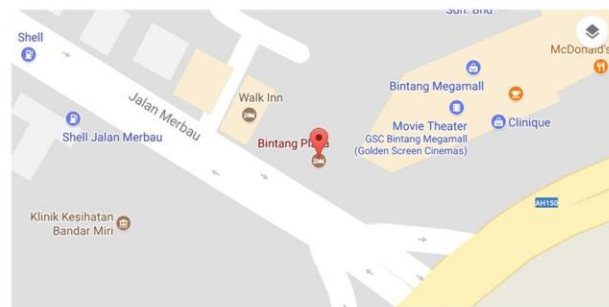 Sdn. Bhd
Shell
McDonald's
Bintang Megamall
Walk Inn
Jalan Merbau
Movie Theater
GSC Bintang Megamall
(Golden Screen Cinemas)
Clinique
Shell Jalan Merbau
Bintang
Klinik Kesihatan
Bandar Miri
AH150